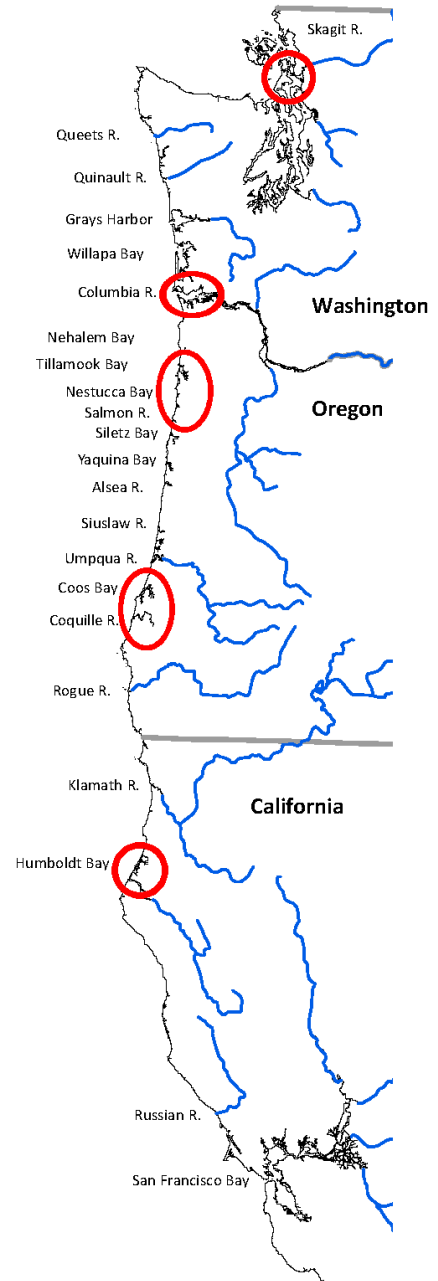 Skagit R.
Queets R.
Quinault R.
Grays Harbor
Willapa Bay
Columbia R.
Washington
Nehalem Bay
Tillamook Bay
Nestucca Bay
Oregon
Salmon R.
Siletz Bay
Yaquina Bay
Alsea R.
Siuslaw R.
Umpqua R.
Coos Bay
Coquille R.
Rogue R.
Klamath R.
California
Humboldt Bay
Russian R.
San Francisco Bay